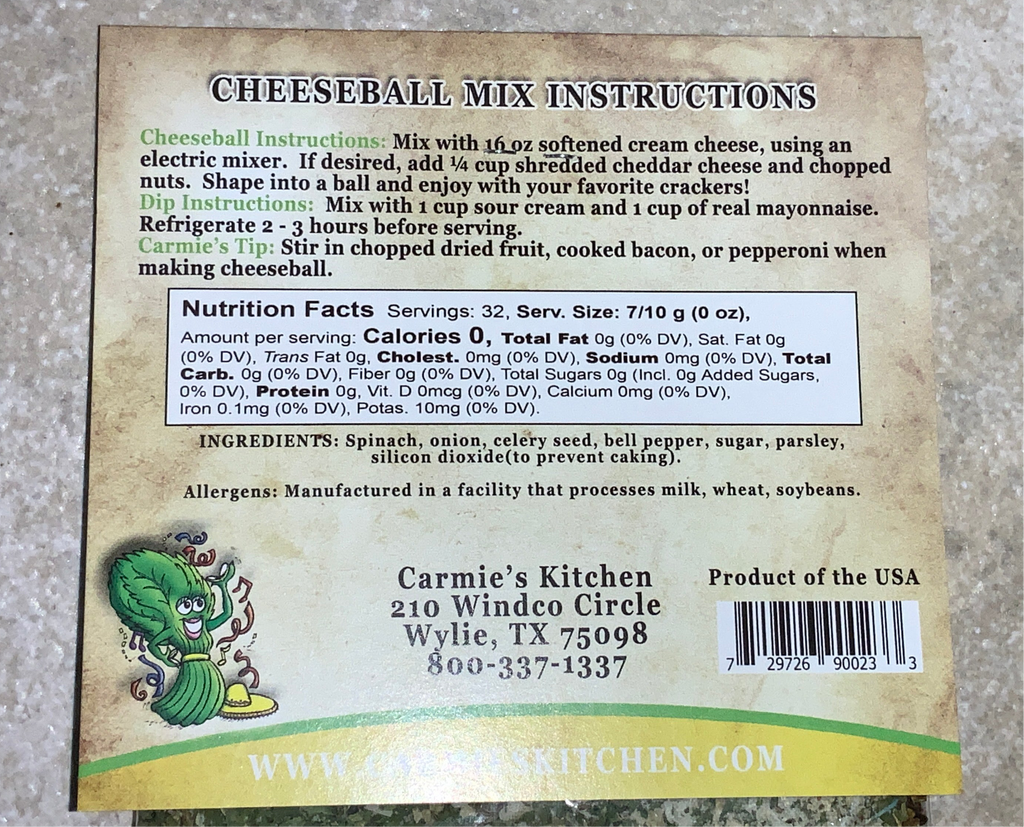 CHEESEBALL MIX INSTRUCTIONS
Cheeseball Instructions: Mix with 16 oz softened cream cheese, using an
electric mixer. If desired, add ¼ cup shredded cheddar cheese and chopped
nuts. Shape into a ball and enjoy with your favorite crackers!
Dip Instructions: Mix with 1 cup sour cream and 1 cup of real mayonnaise.
Refrigerate 2 - 3 hours before serving.
Carmie's Tip: Stir in chopped dried fruit, cooked bacon, or pepperoni when
making cheeseball.
Nutrition Facts Servings: 32, Serv. Size: 7/10 g (0 oz),
Amount per serving: Calories 0, Total Fat 0g (0% DV), Sat. Fat 0g
(0% DV), Trans Fat 0g, Cholest. 0mg (0% DV), Sodium 0mg (0% DV), Total
Carb. 0g (0% DV), Fiber 0g (0% DV), Total Sugars 0g (Incl. 0g Added Sugars,
0% DV), Protein 0g, Vit. D 0mcg (0% DV), Calcium 0mg (0% DV),
Iron 0.1mg (0% DV), Potas. 10mg (0% DV).
INGREDIENTS: Spinach, onion, celery seed, bell pepper, sugar, parsley,
silicon dioxide(to prevent caking).
Allergens: Manufactured in a facility that processes milk, wheat, soybeans.
Carmie's Kitchen
210 Windco Circle
Wylie, TX 75098
800-337-1337
Product of the USA
7 29726 90023 3
WWW.CARMIESKITCHEN.COM